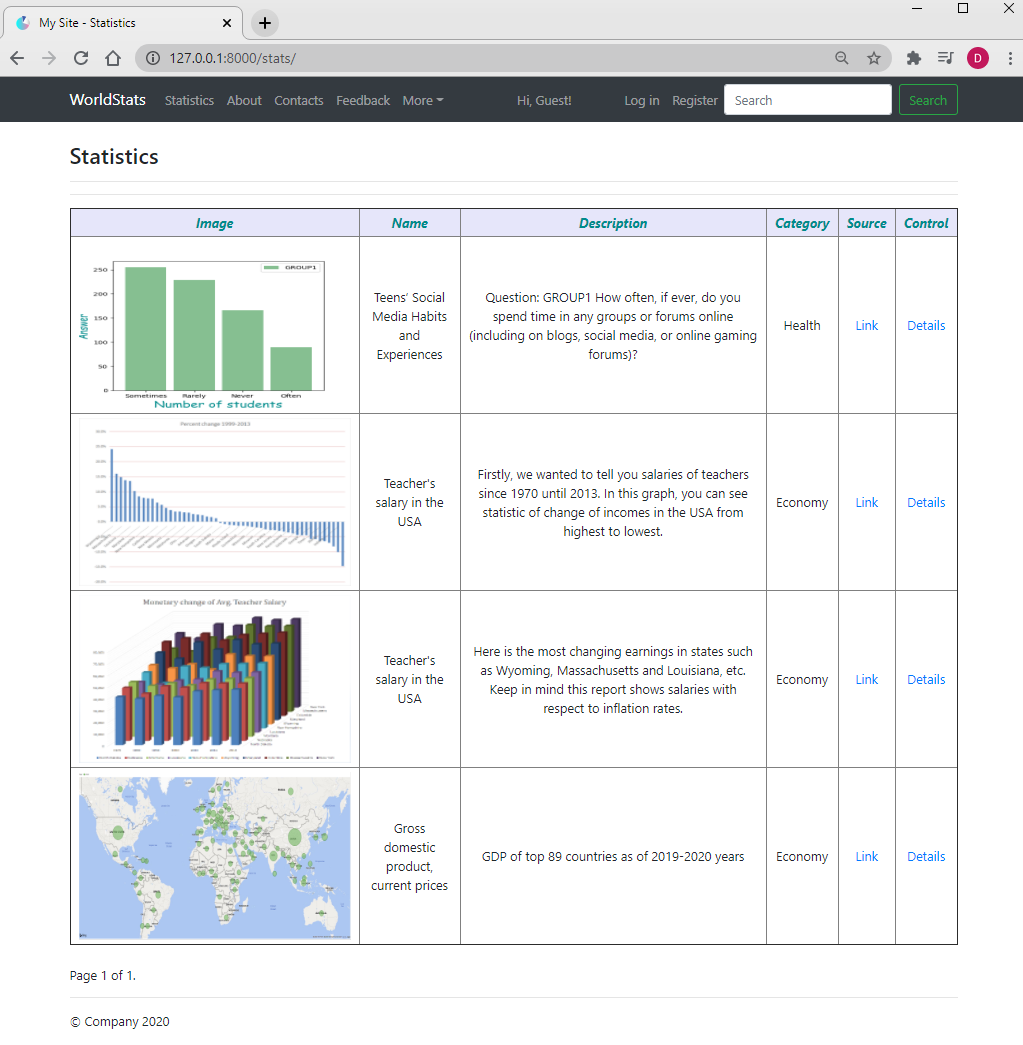 My Site - Statistics
127.0.0.1:8000/stats/
D
WorldStats Statistics About Contacts Feedback More Hi, Guest! Log in Register Search Search
Statistics
Image Name Description Category Source Control
GROUP1
250
200
150
100
50
0
Answer
Sometimes Rarely Never Often
Number of students
Teens’ Social
Media Habits
and
Experiences
Question: GROUP1 How often, if ever, do you
spend time in any groups or forums online
(including on blogs, social media, or online gaming
forums)?
Health
Link
Details
Percent change 1999-2013
Teacher's
salary in the
USA
Firstly, we wanted to tell you salaries of teachers
since 1970 until 2013. In this graph, you can see
statistic of change of incomes in the USA from
highest to lowest.
Economy
Link
Details
Monetary change of Avg. Teacher Salary
Teacher's
salary in the
USA
Here is the most changing earnings in states such
as Wyoming, Massachusetts and Louisiana, etc.
Keep in mind this report shows salaries with
respect to inflation rates.
Economy
Link
Details
Gross
domestic
product,
current prices
GDP of top 89 countries as of 2019-2020 years
Economy
Link
Details
Page 1 of 1.
© Company 2020